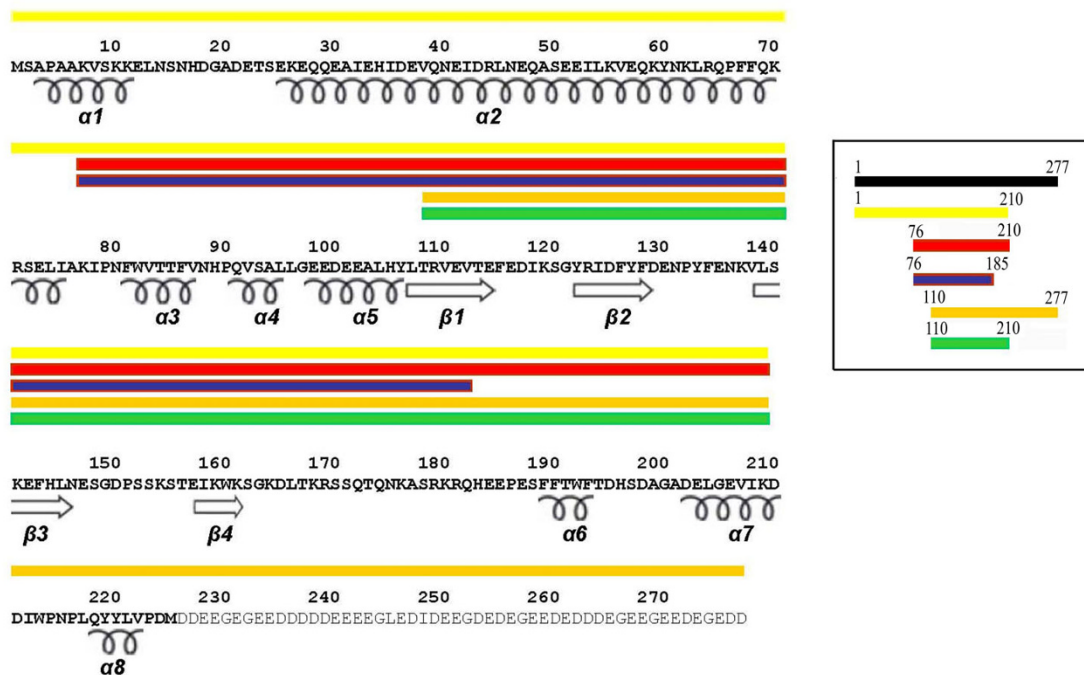 10 20 30 40 50 60 70
MSAPAAKVSKKELNSNHDGADETSEKEQQEAIEHIDEVQNEIDRLNEQASEEILKVEQKYNKLRQPFFQK
α1 α2
80 90 100 110 120 130 140
RSELIAKIPNFWVTTFVNHPQVSALLGEEDEEALHYLTRVEVTEFEDIKSGYRIDFYFDENPYFENKVLS
α3 α4 α5 β1 β2
150 160 170 180 190 200 210
KEFHLNESGDPSSKSTEIKWKSGKDLTKRSSQTQNKASRKRQHEEPESFFTWFTDHSDAGADELGEVIKD
β3 β4 α6 α7
220 230 240 250 260 270
DIWPNPLQYYLVPDMDDEEGEGEEDDDDDEEEEGLEDIDEEGDEDEGEEDEDDDEGEEGEEDEGEDD
α8
1 277
1 210
76 210
76 185
110 277
110 210